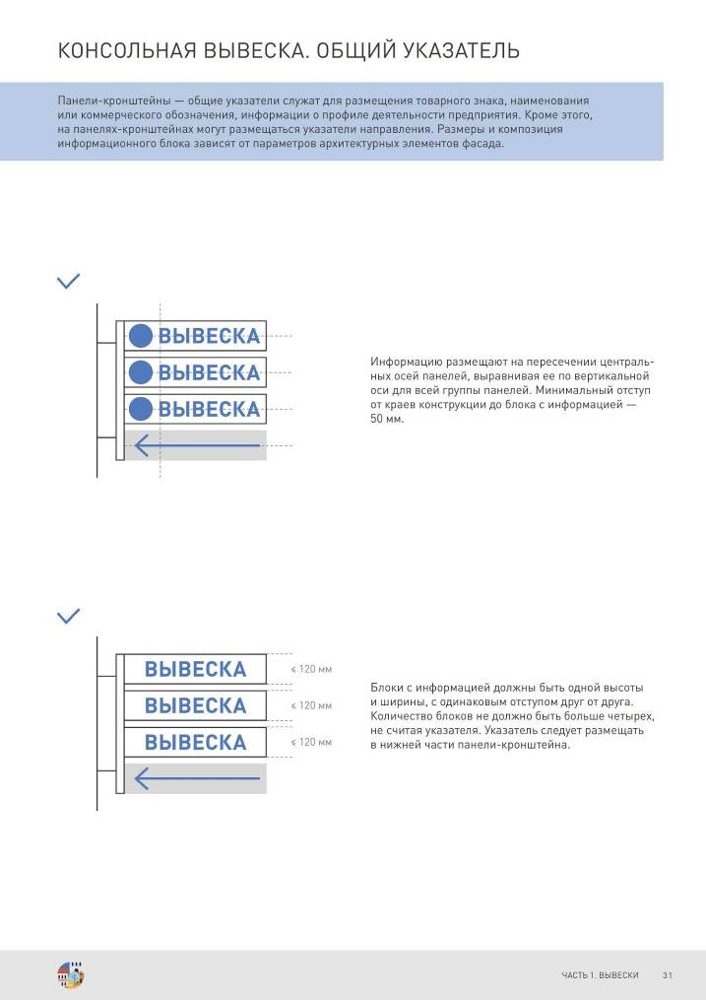 КОНСОЛЬНАЯ ВЫВЕСКА. ОБЩИЙ УКАЗАТЕЛЬ
Панели-кронштейны — общие указатели служат для размещения товарного знака, наименования
или коммерческого обозначения, информации о профиле деятельности предприятия. Кроме этого,
на панелях-кронштейнах могут размещаться указатели направления. Размеры и композиция
информационного блока зависят от параметров архитектурных элементов фасада.
ВЫВЕСКА
ВЫВЕСКА
ВЫВЕСКА
Информацию размещают на пересечении централь-
ных осей панелей, выравнивая ее по вертикальной
оси для всей группы панелей. Минимальный отступ
от краев конструкции до блока с информацией —
50 мм.
ВЫВЕСКА ⩽ 120 мм
ВЫВЕСКА ⩽ 120 мм
ВЫВЕСКА ⩽ 120 мм
Блоки с информацией должны быть одной высоты
и ширины, с одинаковым отступом друг от друга.
Количество блоков не должно быть больше четырех,
не считая указателя. Указатель следует размещать
в нижней части панели-кронштейна.
ЧАСТЬ 1. ВЫВЕСКИ 31